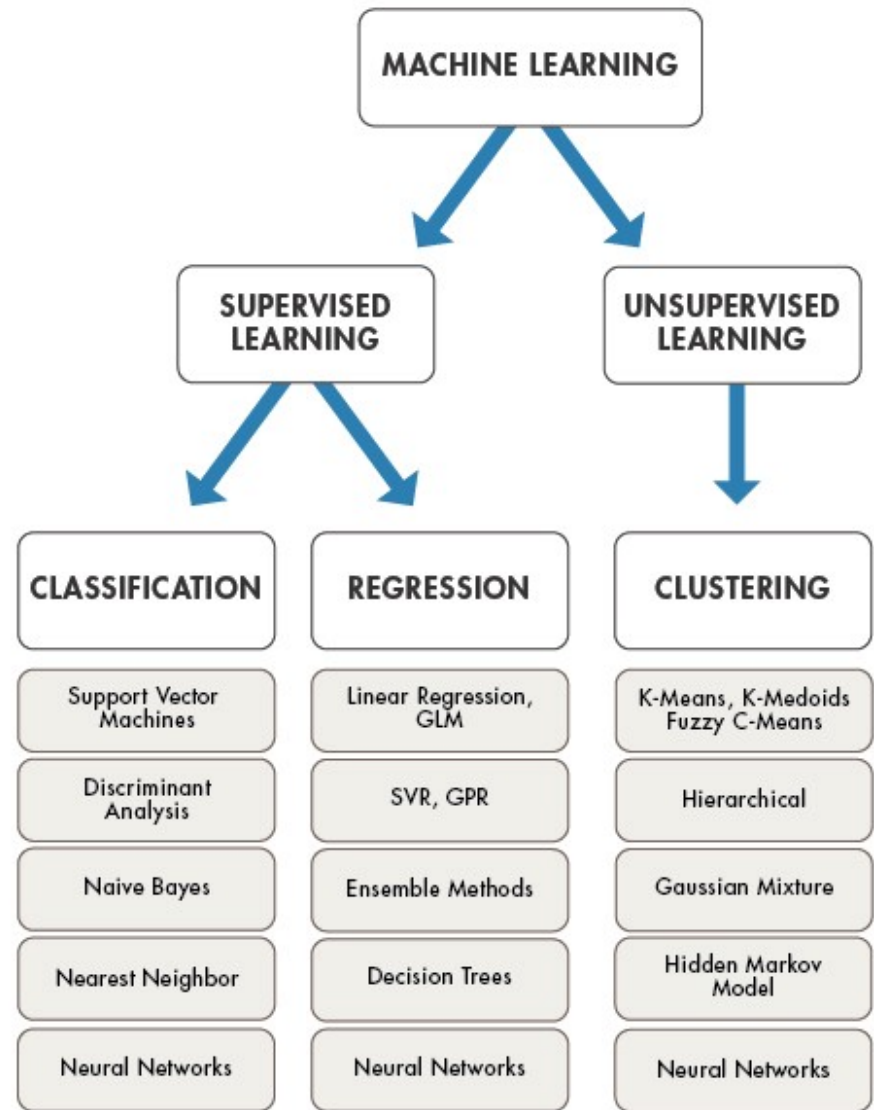 MACHINE LEARNING
SUPERVISED
LEARNING
UNSUPERVISED
LEARNING
CLASSIFICATION
Support Vector
Machines
Discriminant
Analysis
Naive Bayes
Nearest Neighbor
Neural Networks
REGRESSION
Linear Regression,
GLM
SVR, GPR
Ensemble Methods
Decision Trees
Neural Networks
CLUSTERING
K-Means, K-Medoids
Fuzzy C-Means
Hierarchical
Gaussian Mixture
Hidden Markov
Model
Neural Networks